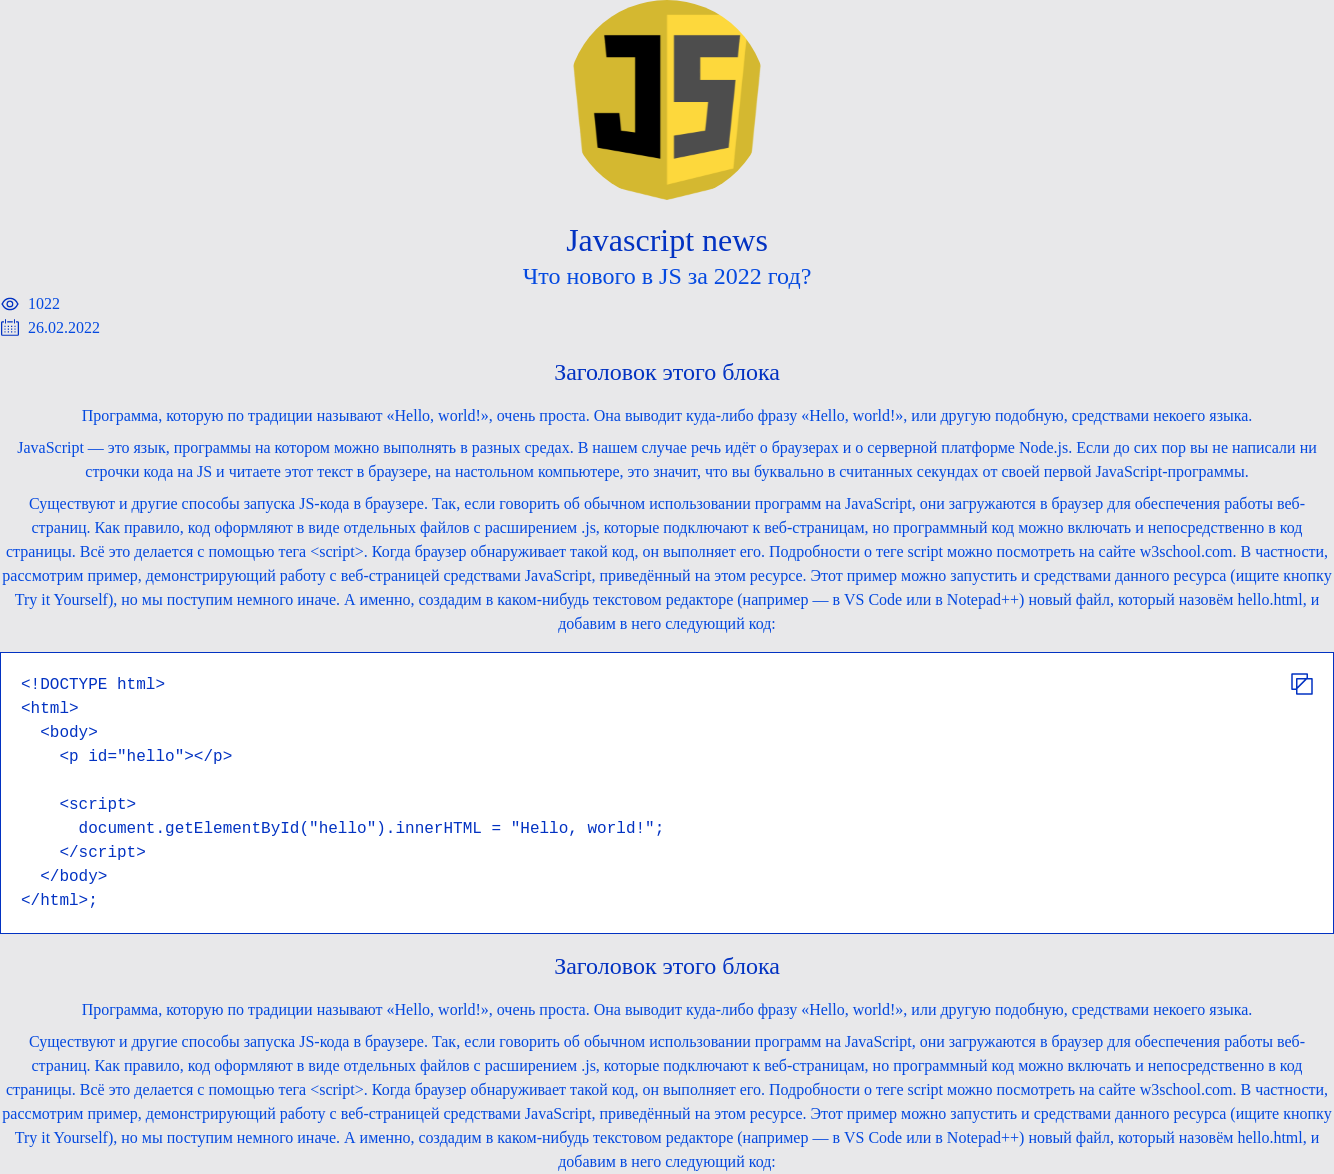 JS
Javascript news
Что нового в JS за 2022 год?
1022
26.02.2022
Заголовок этого блока
Программа, которую по традиции называют «Hello, world!», очень проста. Она выводит куда-либо фразу «Hello, world!», или другую подобную, средствами некоего языка.
JavaScript — это язык, программы на котором можно выполнять в разных средах. В нашем случае речь идёт о браузерах и о серверной платформе Node.js. Если до сих пор вы не написали ни
строчки кода на JS и читаете этот текст в браузере, на настольном компьютере, это значит, что вы буквально в считанных секундах от своей первой JavaScript-программы.
Существуют и другие способы запуска JS-кода в браузере. Так, если говорить об обычном использовании программ на JavaScript, они загружаются в браузер для обеспечения работы веб-
страниц. Как правило, код оформляют в виде отдельных файлов с расширением .js, которые подключают к веб-страницам, но программный код можно включать и непосредственно в код
страницы. Всё это делается с помощью тега <script>. Когда браузер обнаруживает такой код, он выполняет его. Подробности о теге script можно посмотреть на сайте w3school.com. В частности,
рассмотрим пример, демонстрирующий работу с веб-страницей средствами JavaScript, приведённый на этом ресурсе. Этот пример можно запустить и средствами данного ресурса (ищите кнопку
Try it Yourself), но мы поступим немного иначе. А именно, создадим в каком-нибудь текстовом редакторе (например — в VS Code или в Notepad++) новый файл, который назовём hello.html, и
добавим в него следующий код:
<!DOCTYPE html>
<html>
  <body>
    <p id="hello"></p>

    <script>
      document.getElementById("hello").innerHTML = "Hello, world!";
    </script>
  </body>
</html>;
Заголовок этого блока
Программа, которую по традиции называют «Hello, world!», очень проста. Она выводит куда-либо фразу «Hello, world!», или другую подобную, средствами некоего языка.
Существуют и другие способы запуска JS-кода в браузере. Так, если говорить об обычном использовании программ на JavaScript, они загружаются в браузер для обеспечения работы веб-
страниц. Как правило, код оформляют в виде отдельных файлов с расширением .js, которые подключают к веб-страницам, но программный код можно включать и непосредственно в код
страницы. Всё это делается с помощью тега <script>. Когда браузер обнаруживает такой код, он выполняет его. Подробности о теге script можно посмотреть на сайте w3school.com. В частности,
рассмотрим пример, демонстрирующий работу с веб-страницей средствами JavaScript, приведённый на этом ресурсе. Этот пример можно запустить и средствами данного ресурса (ищите кнопку
Try it Yourself), но мы поступим немного иначе. А именно, создадим в каком-нибудь текстовом редакторе (например — в VS Code или в Notepad++) новый файл, который назовём hello.html, и
добавим в него следующий код: